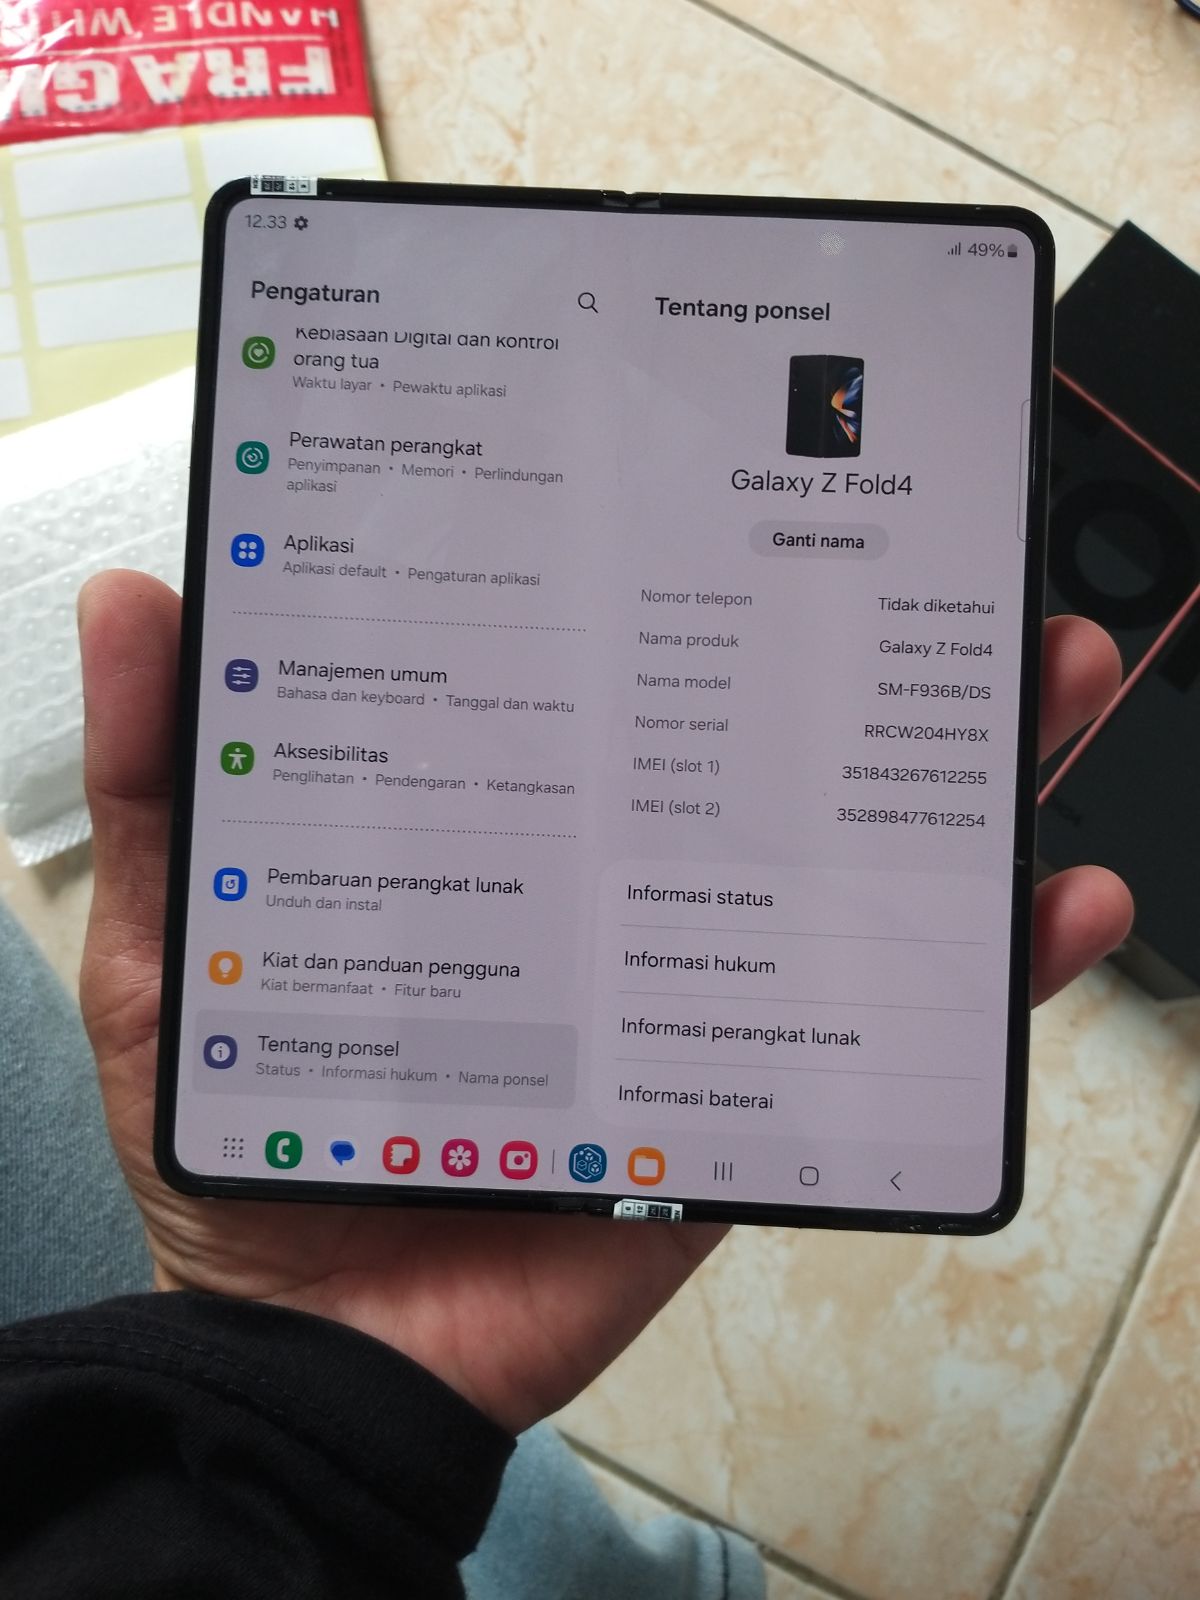 HANDLE WITH
FRAGI
12.33
49%
Pengaturan
Kebiasaan Digital dan kontrol
orang tua
Waktu layar • Pewaktu aplikasi
Perawatan perangkat
Penyimpanan • Memori • Perlindungan
aplikasi
Aplikasi
Aplikasi default • Pengaturan aplikasi
Manajemen umum
Bahasa dan keyboard • Tanggal dan waktu
Aksesibilitas
Penglihatan • Pendengaran • Ketangkasan
Pembaruan perangkat lunak
Unduh dan instal
Kiat dan panduan pengguna
Kiat bermanfaat • Fitur baru
Tentang ponsel
Status • Informasi hukum • Nama ponsel
Tentang ponsel
Galaxy Z Fold4
Ganti nama
Nomor telepon Tidak diketahui
Nama produk Galaxy Z Fold4
Nama model SM-F936B/DS
Nomor serial RRCW204HY8X
IMEI (slot 1) 351843267612255
IMEI (slot 2) 352898477612254
Informasi status
Informasi hukum
Informasi perangkat lunak
Informasi baterai